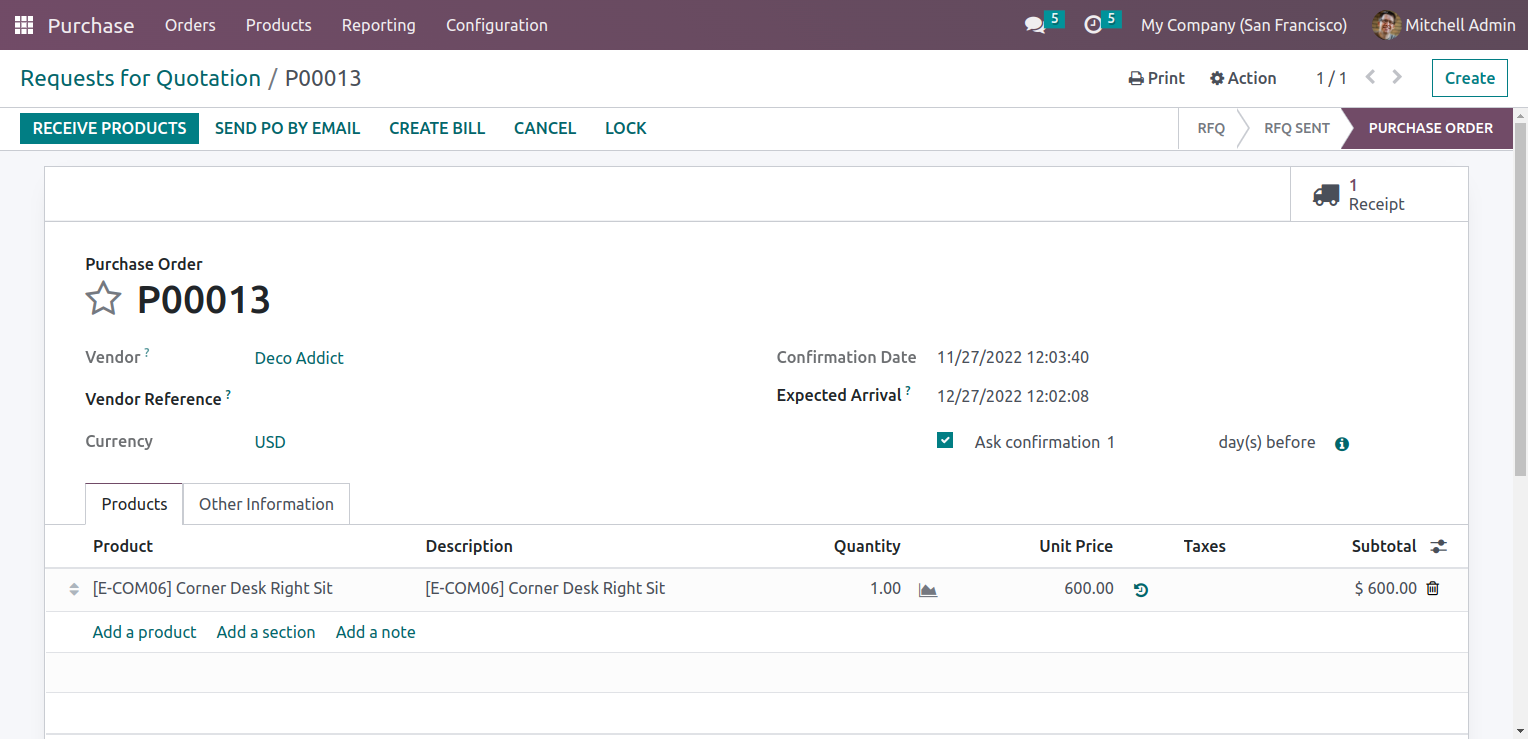 Purchase Orders Products Reporting Configuration 5 5 My Company (San Francisco) Mitchell Admin
Requests for Quotation / P00013 Print Action 1 / 1 Create
RECEIVE PRODUCTS SEND PO BY EMAIL CREATE BILL CANCEL LOCK RFQ RFQ SENT PURCHASE ORDER
1
Receipt
Purchase Order
P00013
Vendor ? Deco Addict Confirmation Date 11/27/2022 12:03:40
Vendor Reference ? Expected Arrival ? 12/27/2022 12:02:08
Currency USD Ask confirmation 1 day(s) before
Products Other Information
Product Description Quantity Unit Price Taxes Subtotal
[E-COM06] Corner Desk Right Sit [E-COM06] Corner Desk Right Sit 1.00 600.00 $ 600.00
Add a product Add a section Add a note